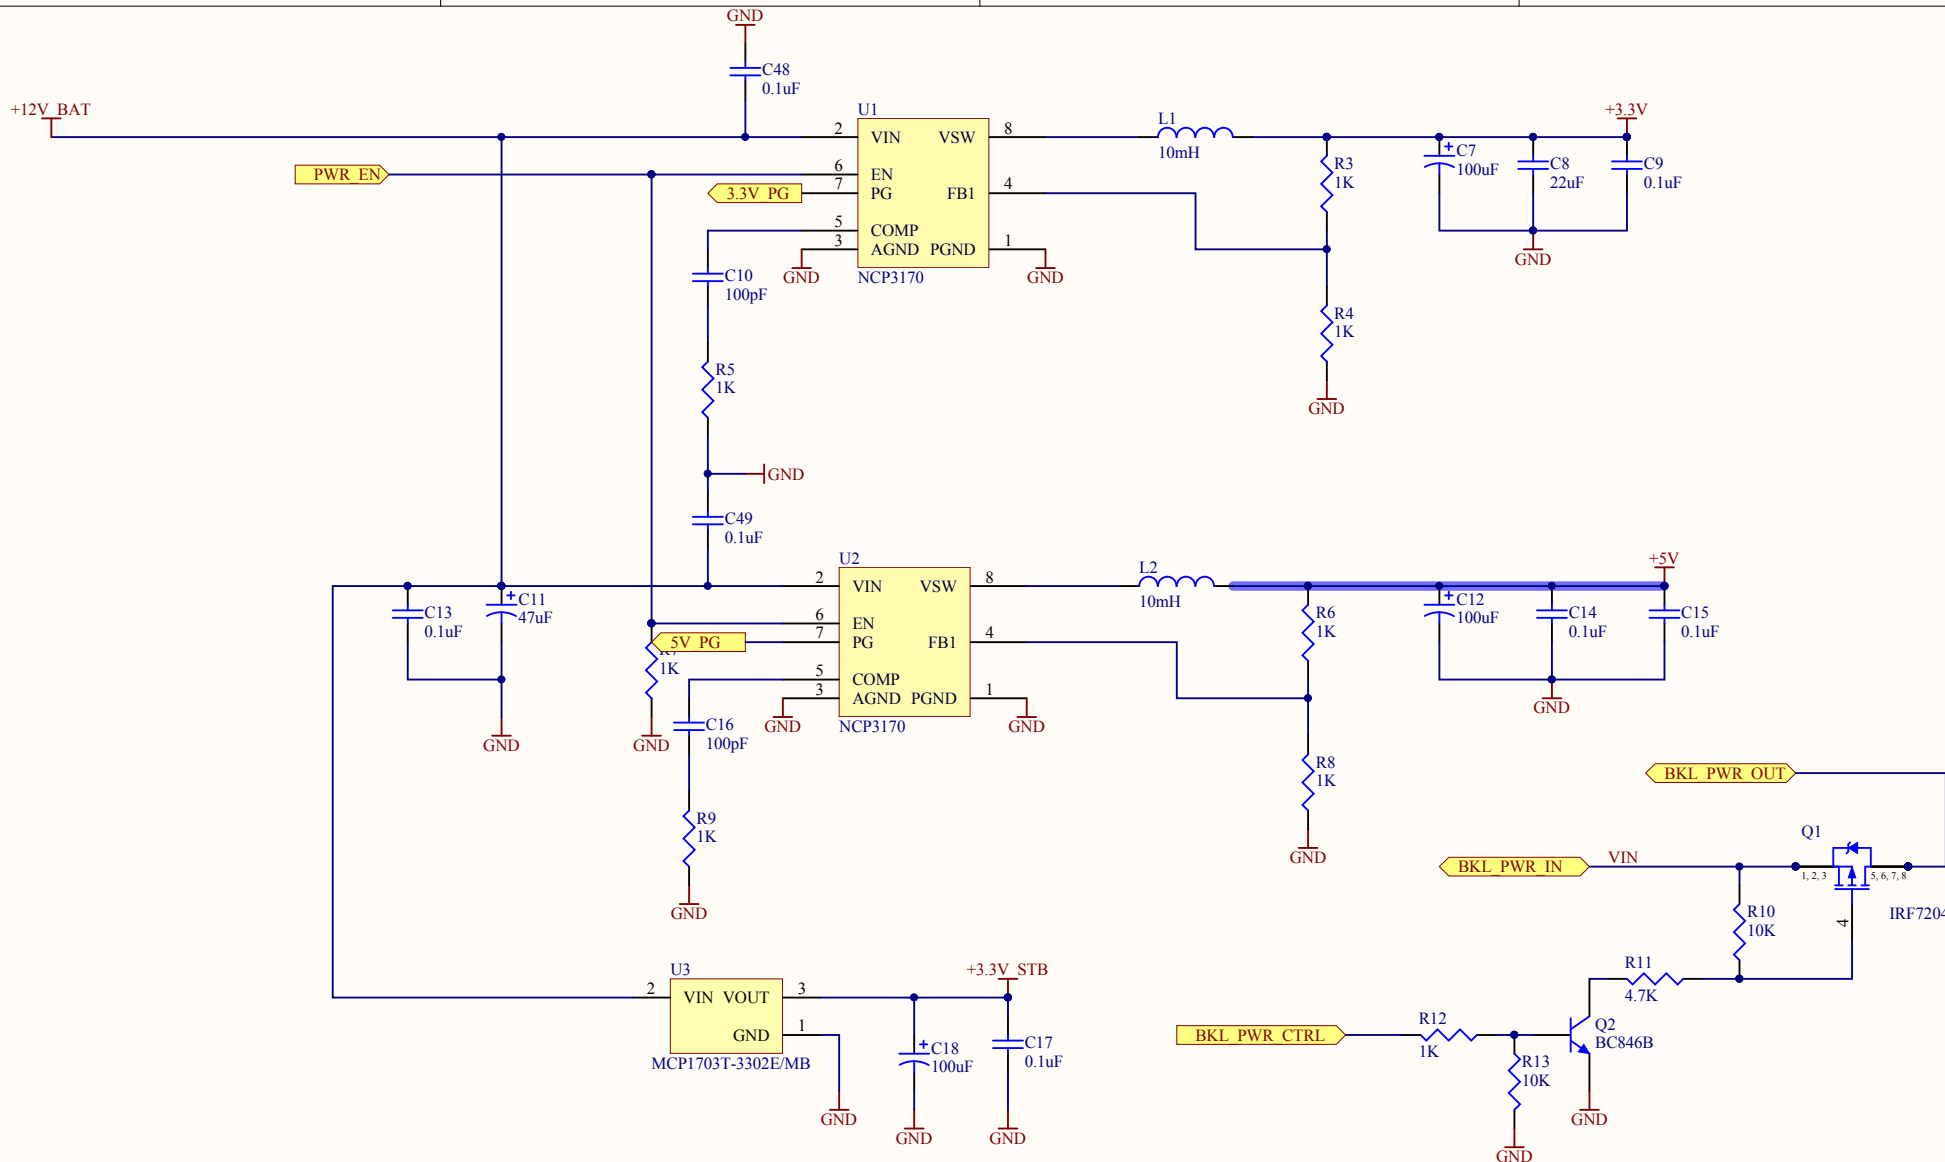 GND
C48
0.1uF
+12V_BAT
U1
2 VIN VSW 8
6 EN
7 PG FB1 4
5 COMP
3 AGND PGND 1
NCP3170
PWR_EN
3.3V_PG
GND
GND
L1
10mH
+3.3V
R3
1K
C7
100uF
C8
22uF
C9
0.1uF
GND
C10
100pF
R4
1K
GND
R5
1K
GND
C49
0.1uF
U2
2 VIN VSW 8
6 EN
7 PG FB1 4
5 COMP
3 AGND PGND 1
NCP3170
L2
10mH
+5V
C13
0.1uF
C11
47uF
GND
5V_PG
1K
GND
C16
100pF
GND
GND
R6
1K
C12
100uF
C14
0.1uF
C15
0.1uF
GND
R9
1K
GND
R8
1K
GND
BKL_PWR_OUT
Q1
BKL_PWR_IN
VIN
1, 2, 3
5, 6, 7, 8
4
IRF7204
R10
10K
R11
4.7K
U3
2 VIN VOUT 3
GND 1
MCP1703T-3302E/MB
+3.3V_STB
C18
100uF
C17
0.1uF
GND
GND
GND
BKL_PWR_CTRL
R12
1K
Q2
BC846B
R13
10K
GND
GND